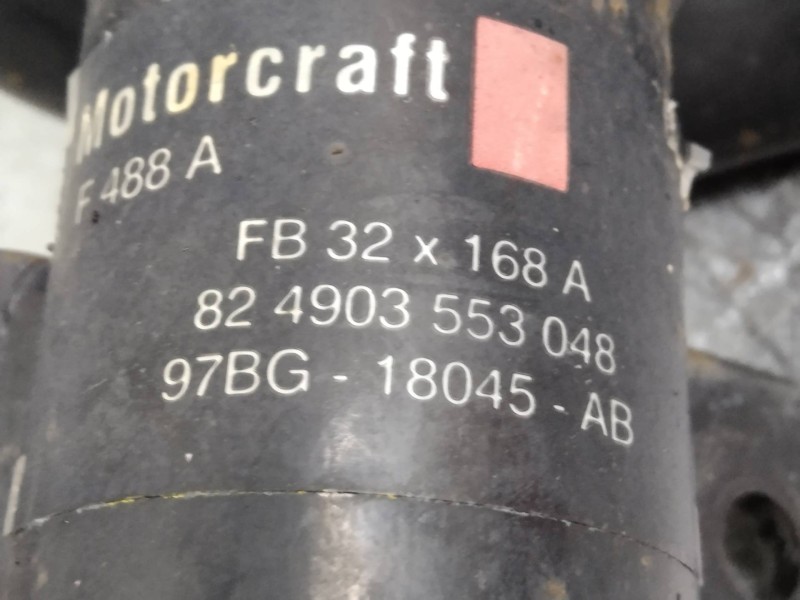 Motorcraft
F 488 A
FB 32 x 168 A
82 4903 553 048
97BG - 18045 - AB